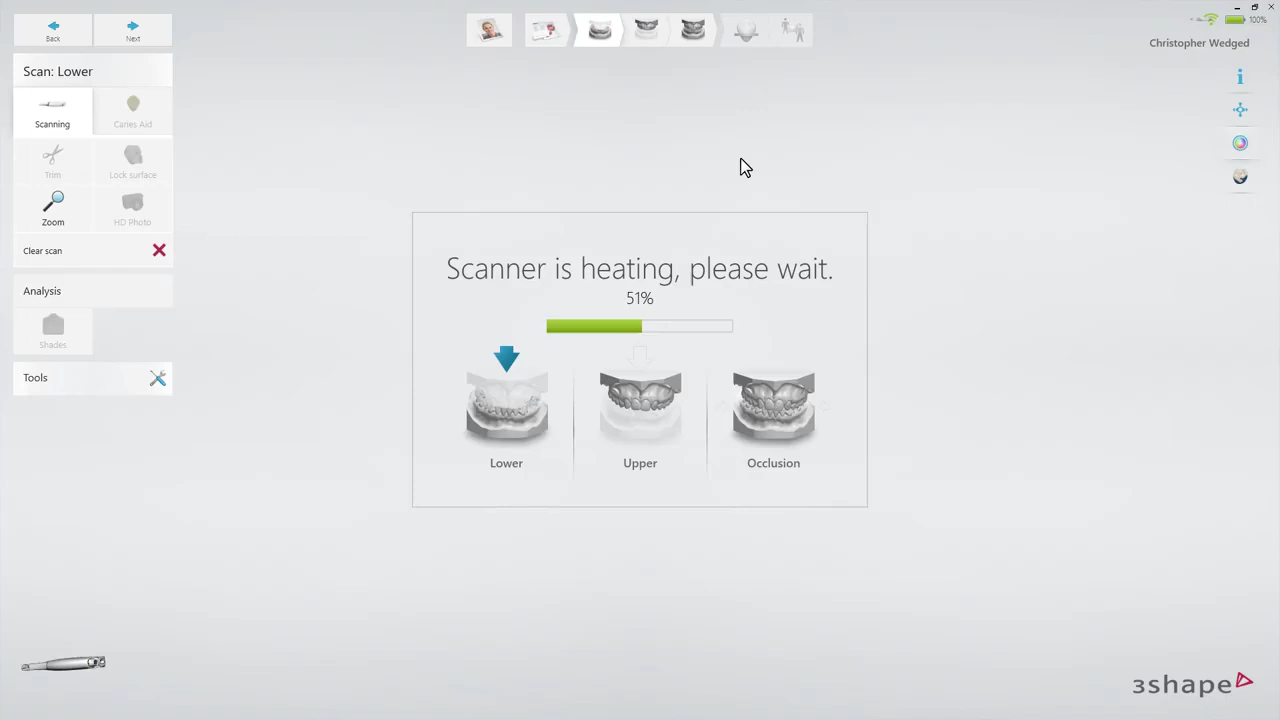 Back
Next
100%
Christopher Wedged
Scan: Lower
Scanning
Caries Aid
Trim
Lock surface
Zoom
HD Photo
Clear scan
Analysis
Shades
Tools
Scanner is heating, please wait.
51%
Lower
Upper
Occlusion
3shape